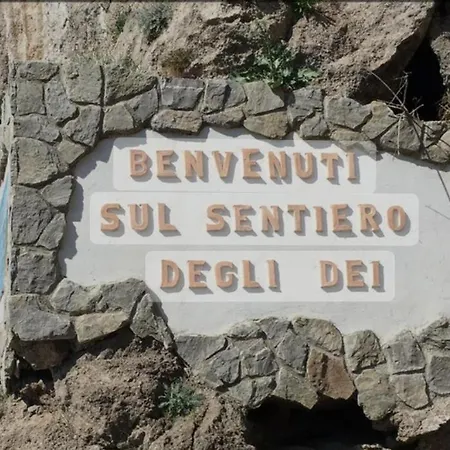 BENVENUTI
SUL SENTIERO
DEGLI DEI